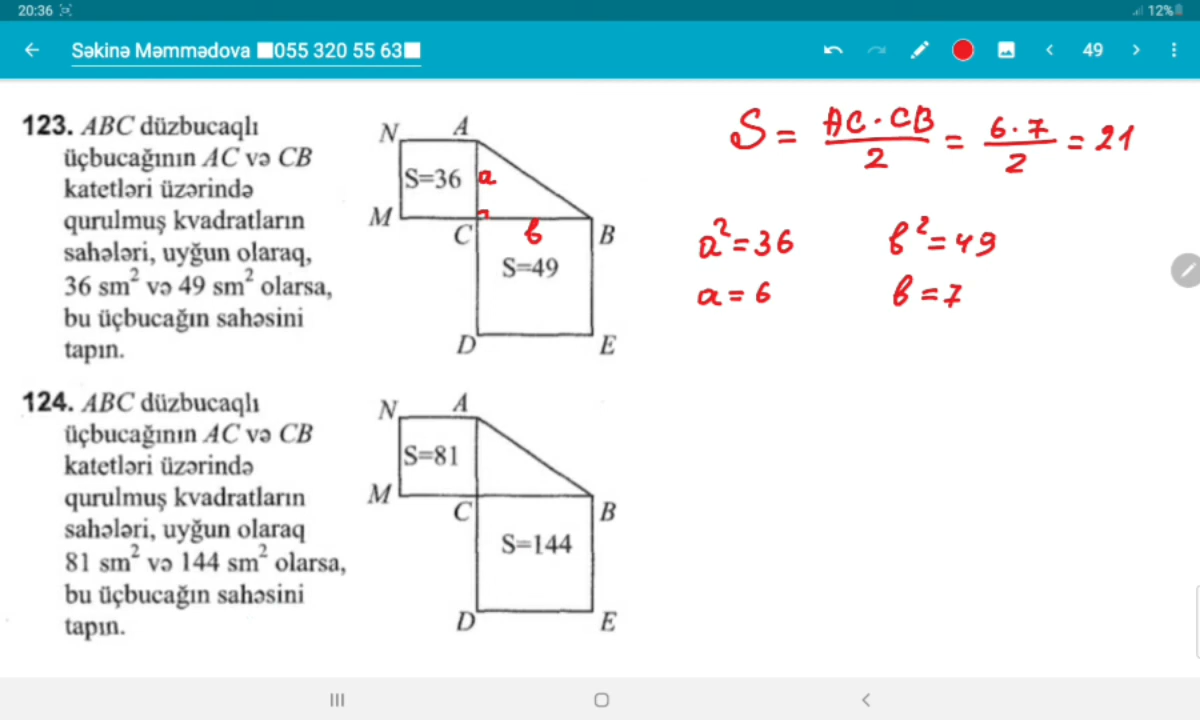 20:36
12%
Səkinə Məmmədova 055 320 55 63
49
123. ABC düzbucaqlı
üçbucağının AC və CB
katetləri üzərində
qurulmuş kvadratların
sahələri, uyğun olaraq,
36 sm² və 49 sm² olarsa,
bu üçbucağın sahəsini
tapın.
N A
S=36 a
M C b B
S=49
D E
S = AC·CB/2 = 6·7/2 = 21
a²=36 b²=49
a=6 b=7
124. ABC düzbucaqlı
üçbucağının AC və CB
katetləri üzərində
qurulmuş kvadratların
sahələri, uyğun olaraq
81 sm² və 144 sm² olarsa,
bu üçbucağın sahəsini
tapın.
N A
S=81
M C B
S=144
D E